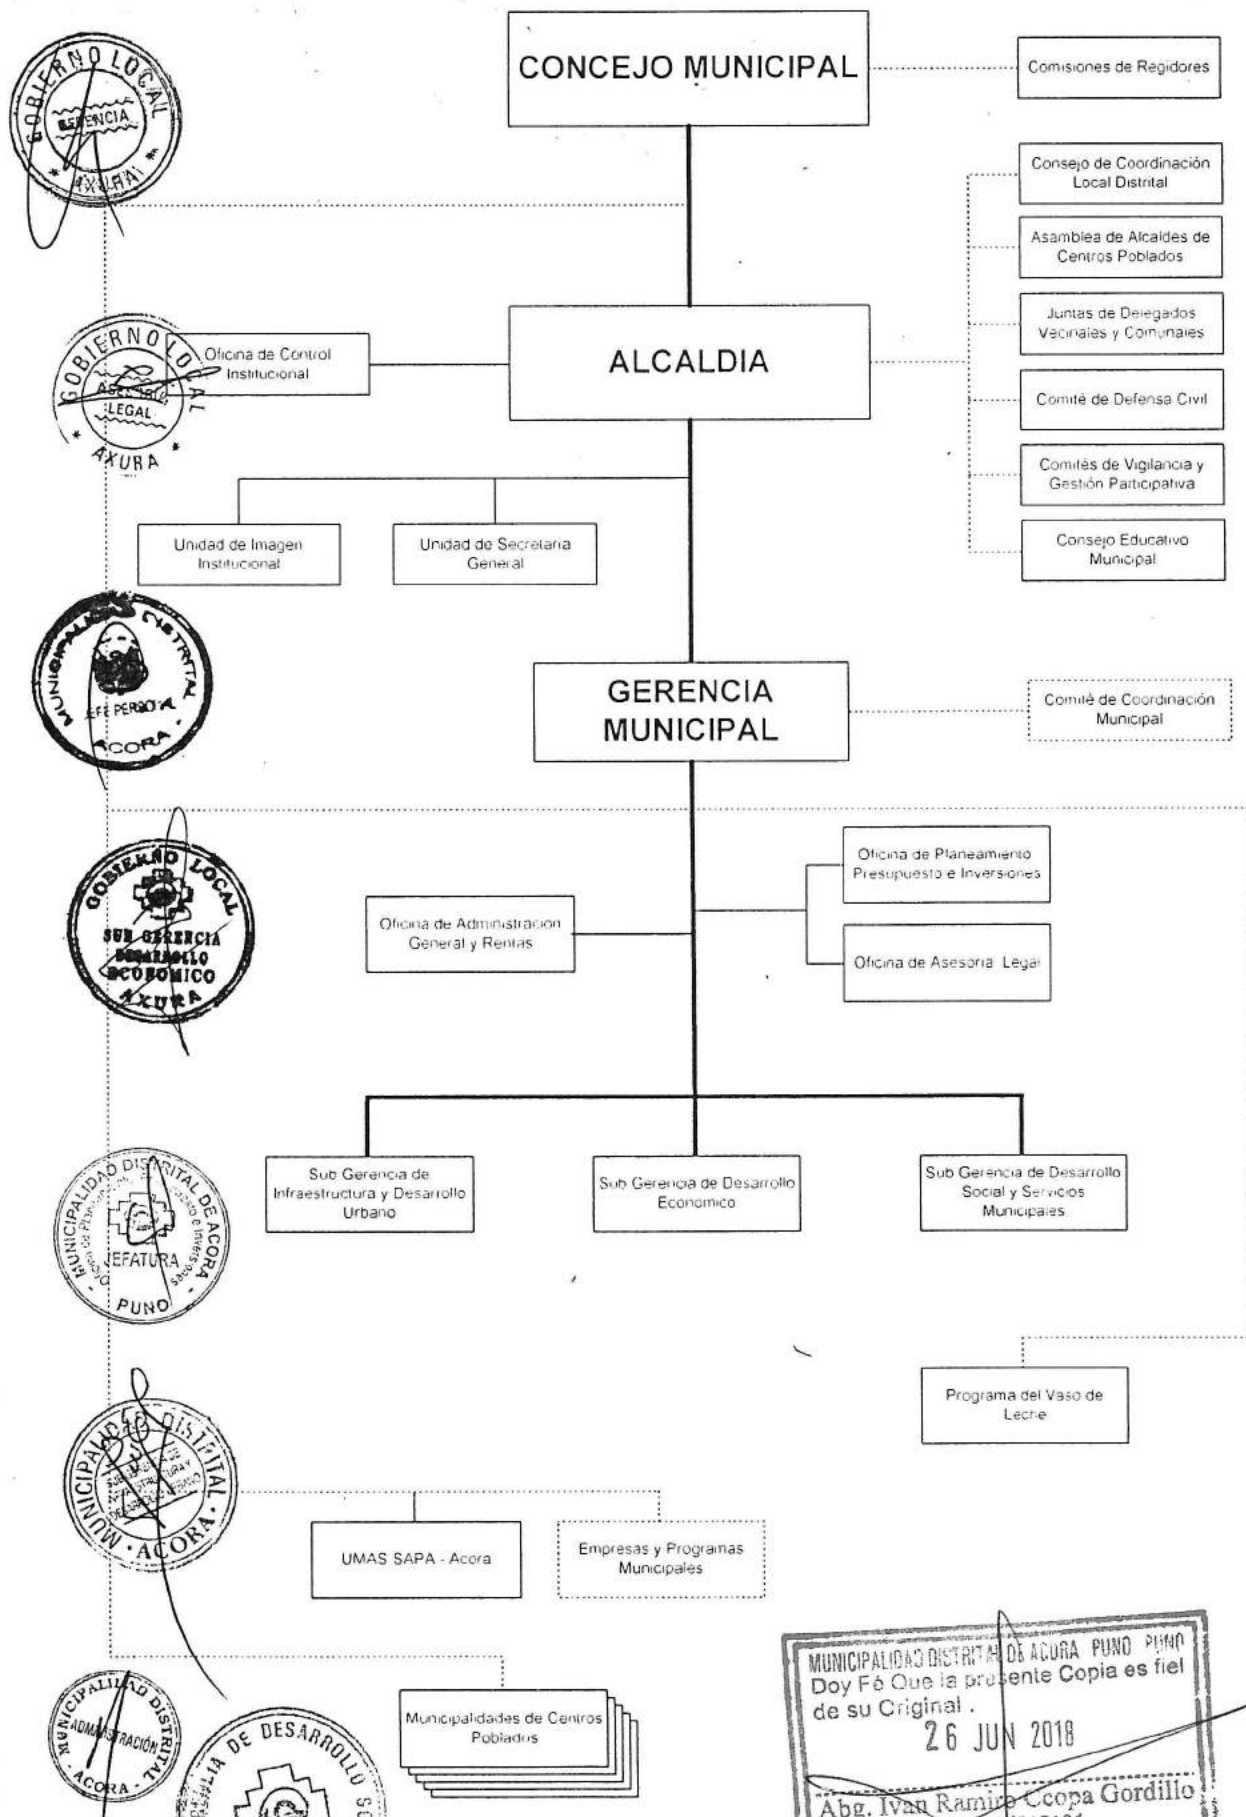 CONCEJO MUNICIPAL
Comisiones de Regidores
GOBIERNO LOCAL
GERENCIA
Consejo de Coordinación
Local Distrital
Asamblea de Alcaldes de
Centros Poblados
Juntas de Delegados
Vecinales y Comunales
Comité de Defensa Civil
Comités de Vigilancia y
Gestión Participativa
Consejo Educativo
Municipal
ALCALDIA
Oficina de Control
Institucional
GOBIERNO LOCAL
LEGAL
* AXURA *
Unidad de Imagen
Institucional
Unidad de Secretaria
General
MUNICIPALIDAD DISTRITAL
JEFE PERSONAL
ACORA
GERENCIA
MUNICIPAL
Comité de Coordinación
Municipal
Oficina de Planeamiento
Presupuesto e Inversiones
Oficina de Administración
General y Rentas
Oficina de Asesoria Legal
GOBIERNO LOCAL
SUB GERENCIA
DESARROLLO
ECONOMICO
AXURA
Sub Gerencia de
Infraestructura y Desarrollo
Urbano
Sub Gerencia de Desarrollo
Economico
Sub Gerencia de Desarrollo
Social y Servicios
Municipales
MUNICIPALIDAD DISTRITAL DE ACORA
JEFATURA
- PUNO -
Programa del Vaso de
Leche
MUNICIPALIDAD DISTRITAL
· ACORA ·
UMAS SAPA - Acora
Empresas y Programas
Municipales
MUNICIPALIDAD DISTRITAL
ADMINISTRACIÓN
- ACORA -
DE DESARROLLO
Municipalidades de Centros
Poblados
MUNICIPALIDAD DISTRITAL DE ACORA PUNO PUNO
Doy Fé Que la presente Copia es fiel
de su Original .
26 JUN 2018
Abg. Ivan Ramiro Ccopa Gordillo